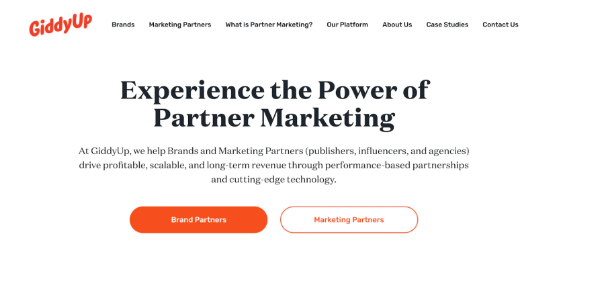 GiddyUp
Brands Marketing Partners What is Partner Marketing? Our Platform About Us Case Studies Contact Us
Experience the Power of
Partner Marketing
At GiddyUp, we help Brands and Marketing Partners (publishers, influencers, and agencies)
drive profitable, scalable, and long-term revenue through performance-based partnerships
and cutting-edge technology.
Brand Partners Marketing Partners